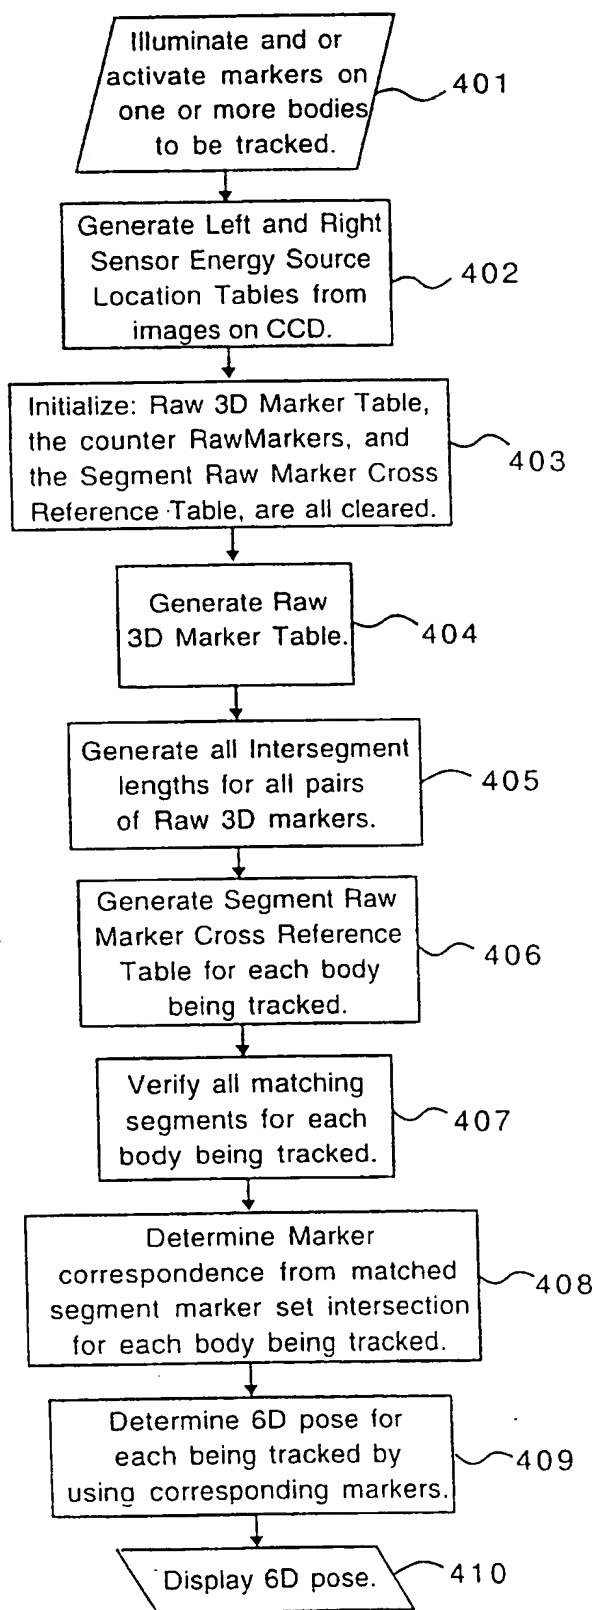 Illuminate and or
activate markers on
one or more bodies
to be tracked.
401
Generate Left and Right
Sensor Energy Source
Location Tables from
images on CCD.
402
Initialize: Raw 3D Marker Table,
the counter RawMarkers, and
the Segment Raw Marker Cross
Reference Table, are all cleared.
403
Generate Raw
3D Marker Table.
404
Generate all Intersegment
lengths for all pairs
of Raw 3D markers.
405
Generate Segment Raw
Marker Cross Reference
Table for each body
being tracked.
406
Verify all matching
segments for each
body being tracked.
407
Determine Marker
correspondence from matched
segment marker set intersection
for each body being tracked.
408
Determine 6D pose for
each being tracked by
using corresponding markers.
409
Display 6D pose.
410